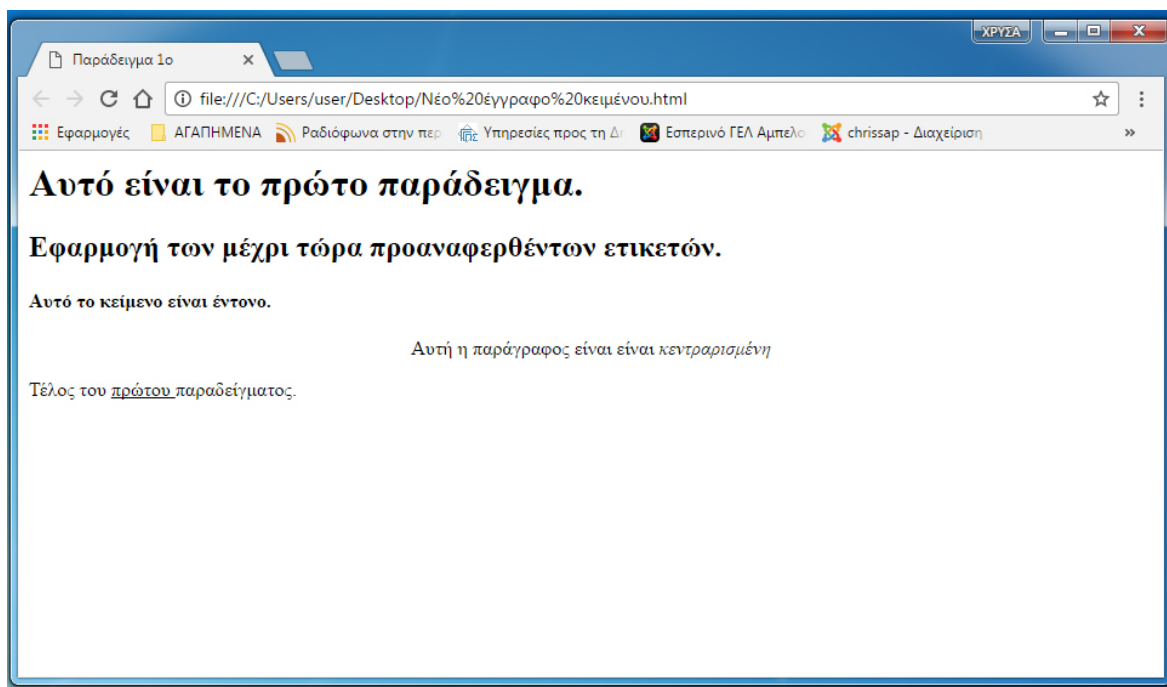 ΧΡΥΣΑ
Παράδειγμα 1ο
file:///C:/Users/user/Desktop/Νέο%20έγγραφο%20κειμένου.html
Εφαρμογές ΑΓΑΠΗΜΕΝΑ Ραδιόφωνα στην περ Υπηρεσίες προς τη Δη Εσπερινό ΓΕΛ Αμπελο chrissap - Διαχείριση »
Αυτό είναι το πρώτο παράδειγμα.
Εφαρμογή των μέχρι τώρα προαναφερθέντων ετικετών.
Αυτό το κείμενο είναι έντονο.
Αυτή η παράγραφος είναι είναι κεντραρισμένη
Τέλος του πρώτου παραδείγματος.